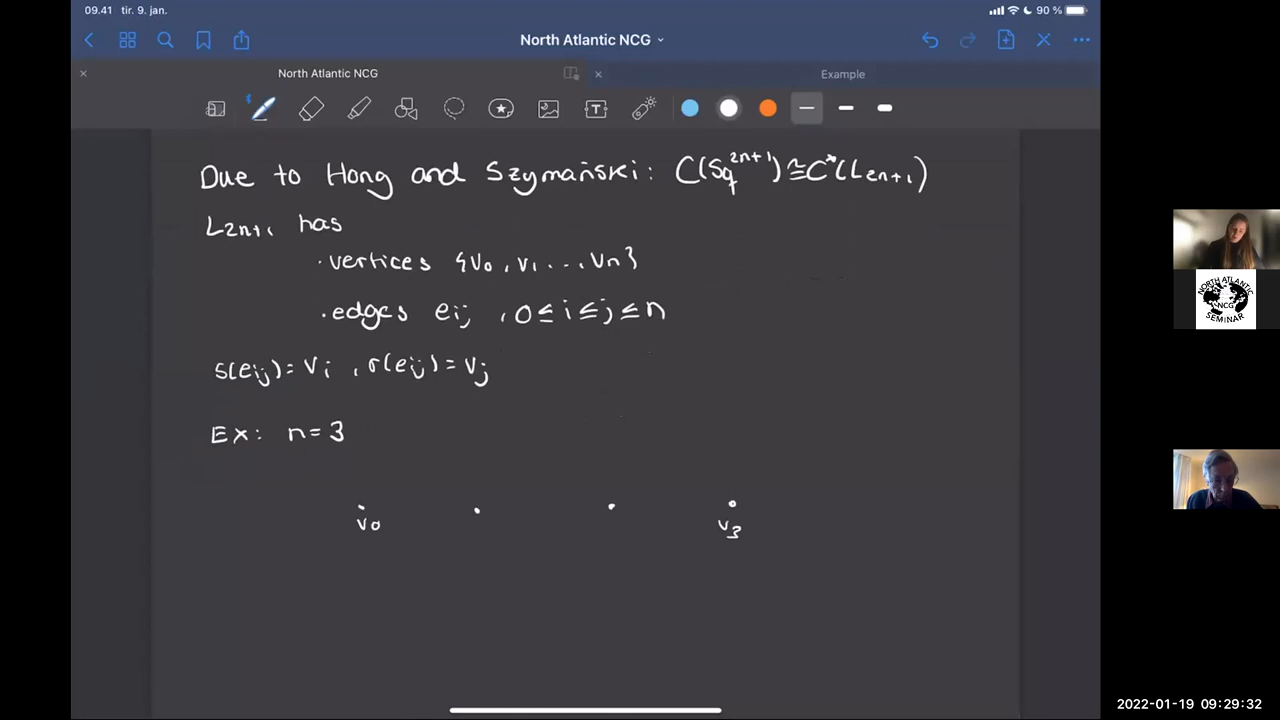 09.41 tir. 9. jan.
90 %
North Atlantic NCG
North Atlantic NCG
Example
Due to Hong and Szymański: C(S_q^{2n+1}) ≅ C*(L_{2n+1})
L_{2n+1} has
· vertices {v_0, v_1 ..., v_n}
· edges e_{ij}, 0 ≤ i ≤ j ≤ n
s(e_{ij}) = v_i, r(e_{ij}) = v_j
Ex: n = 3
v_0 v_3
NORTH ATLANTIC
NCG
SEMINAR
2022-01-19 09:29:32